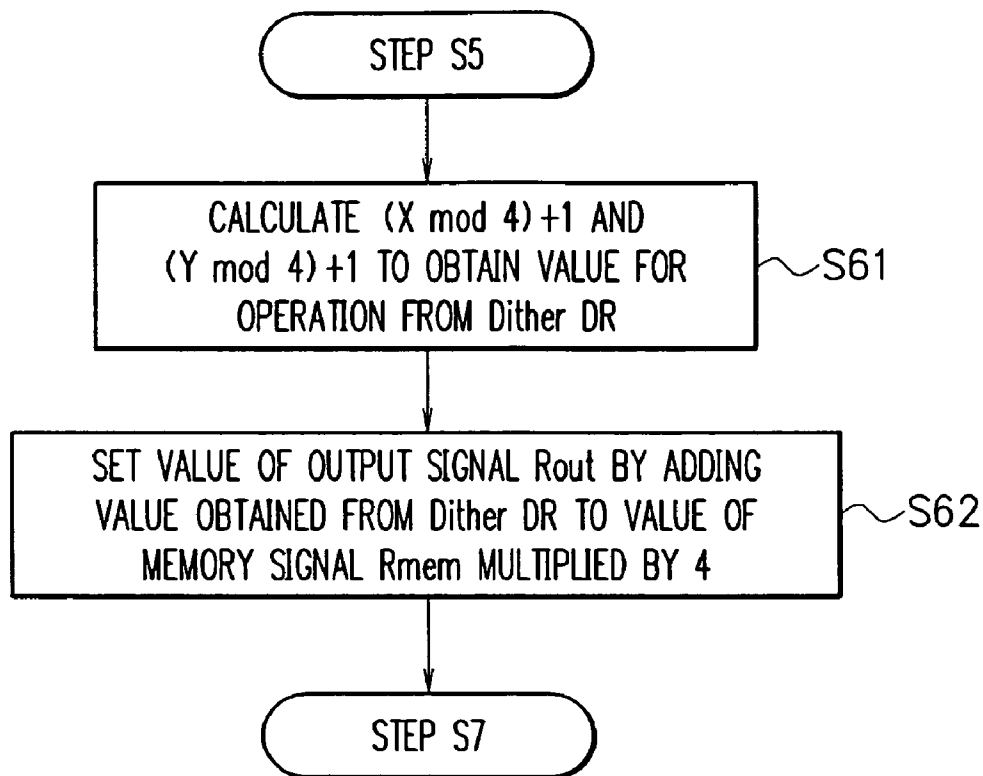 STEP S5
CALCULATE (X mod 4)+1 AND
(Y mod 4)+1 TO OBTAIN VALUE FOR
OPERATION FROM Dither DR
S61
SET VALUE OF OUTPUT SIGNAL Rout BY ADDING
VALUE OBTAINED FROM Dither DR TO VALUE OF
MEMORY SIGNAL Rmem MULTIPLIED BY 4
S62
STEP S7